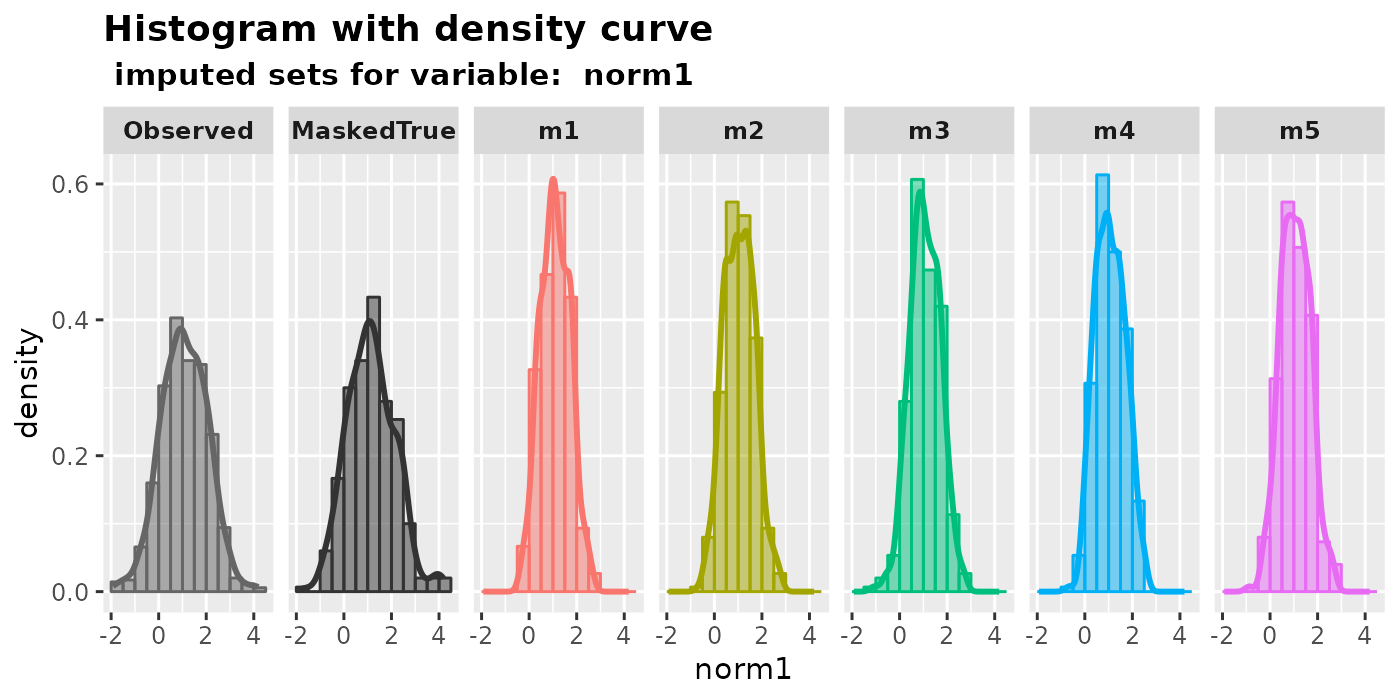 Histogram with density curve
imputed sets for variable:  norm1
Observed MaskedTrue m1 m2 m3 m4 m5
0.6
0.4
0.2
0.0
density
-2 0 2 4 -2 0 2 4 -2 0 2 4 -2 0 2 4 -2 0 2 4 -2 0 2 4 -2 0 2 4
norm1